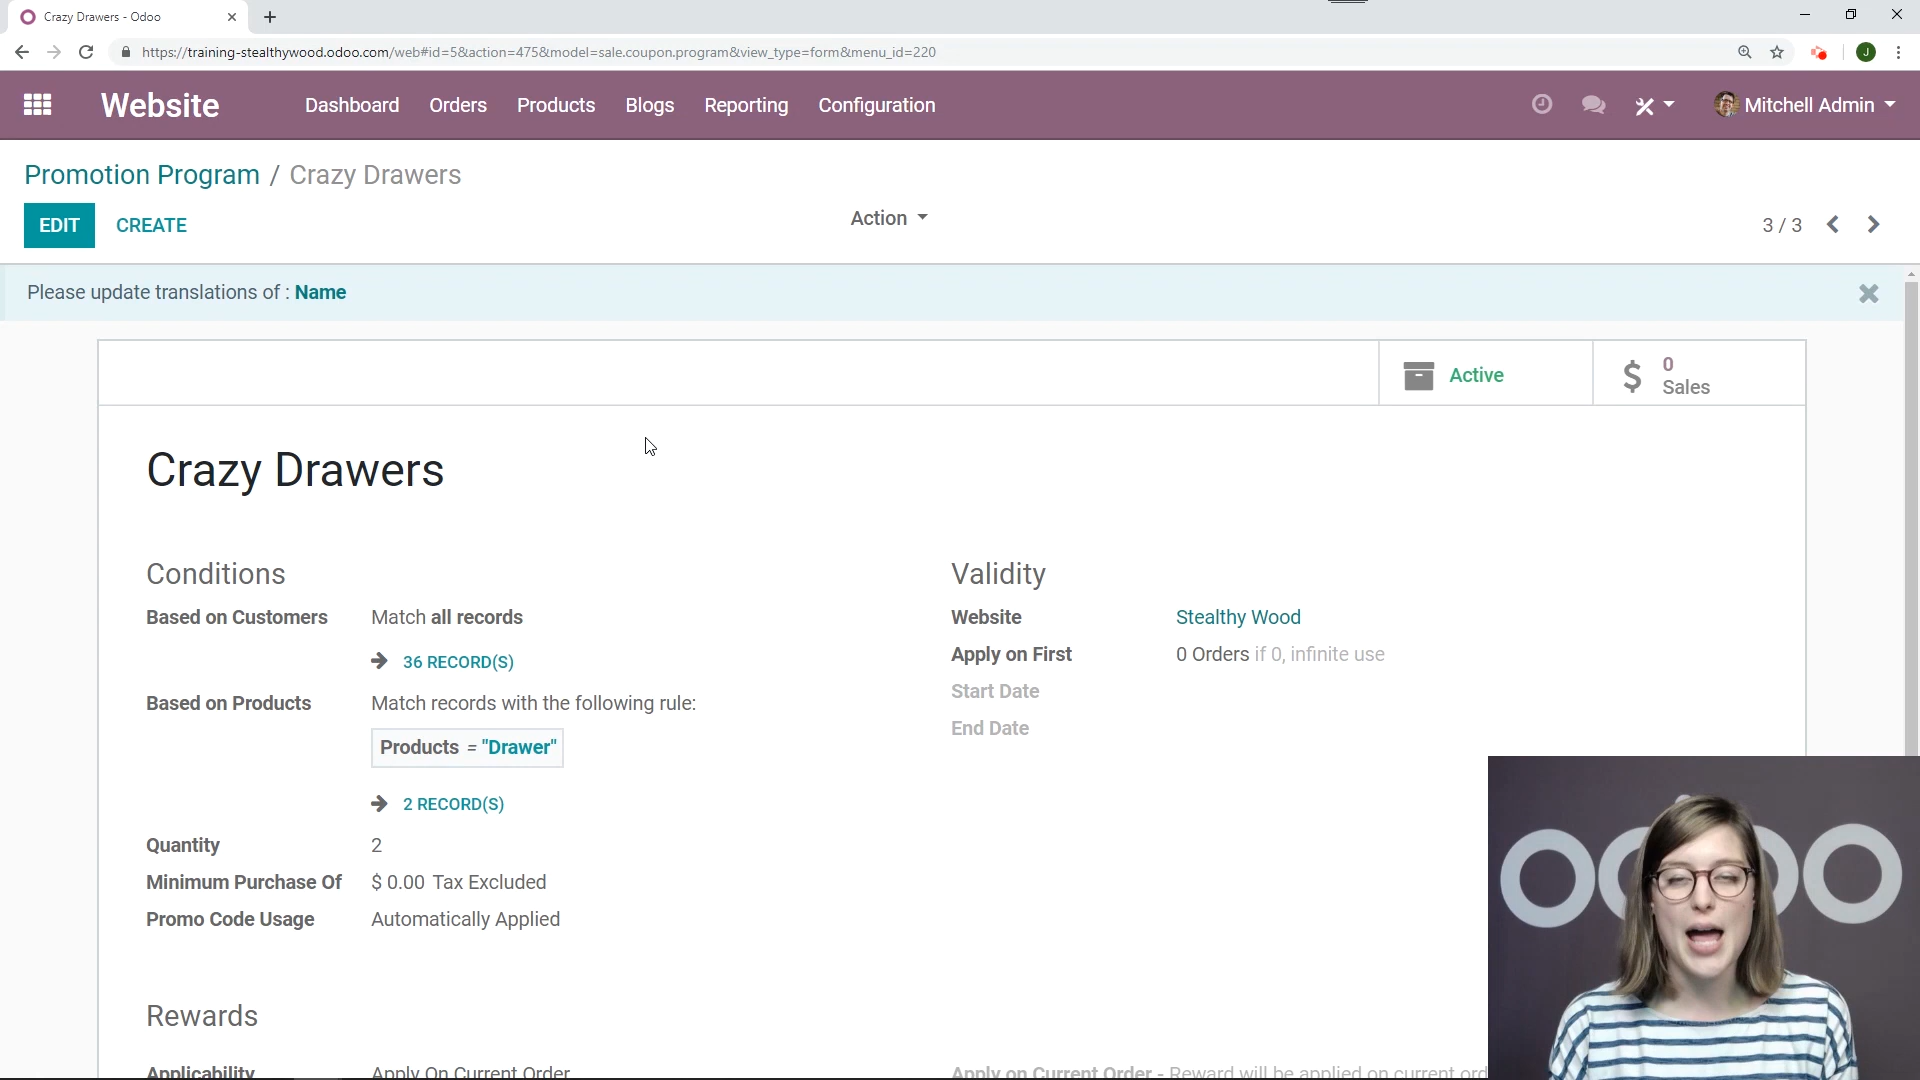 Crazy Drawers - Odoo
https://training-stealthywood.odoo.com/web#id=5&action=475&model=sale.coupon.program&view_type=form&menu_id=220
J
Website Dashboard Orders Products Blogs Reporting Configuration Mitchell Admin
Promotion Program / Crazy Drawers
EDIT CREATE Action 3 / 3
Please update translations of : Name
Active
0
Sales
Crazy Drawers
Conditions
Based on Customers Match all records
36 RECORD(S)
Based on Products Match records with the following rule:
Products = "Drawer"
2 RECORD(S)
Quantity 2
Minimum Purchase Of $ 0.00 Tax Excluded
Promo Code Usage Automatically Applied
Validity
Website Stealthy Wood
Apply on First 0 Orders if 0, infinite use
Start Date
End Date
Rewards
Applicability Apply On Current Order
Apply on Current Order - Reward will be applied on current ord
odoo